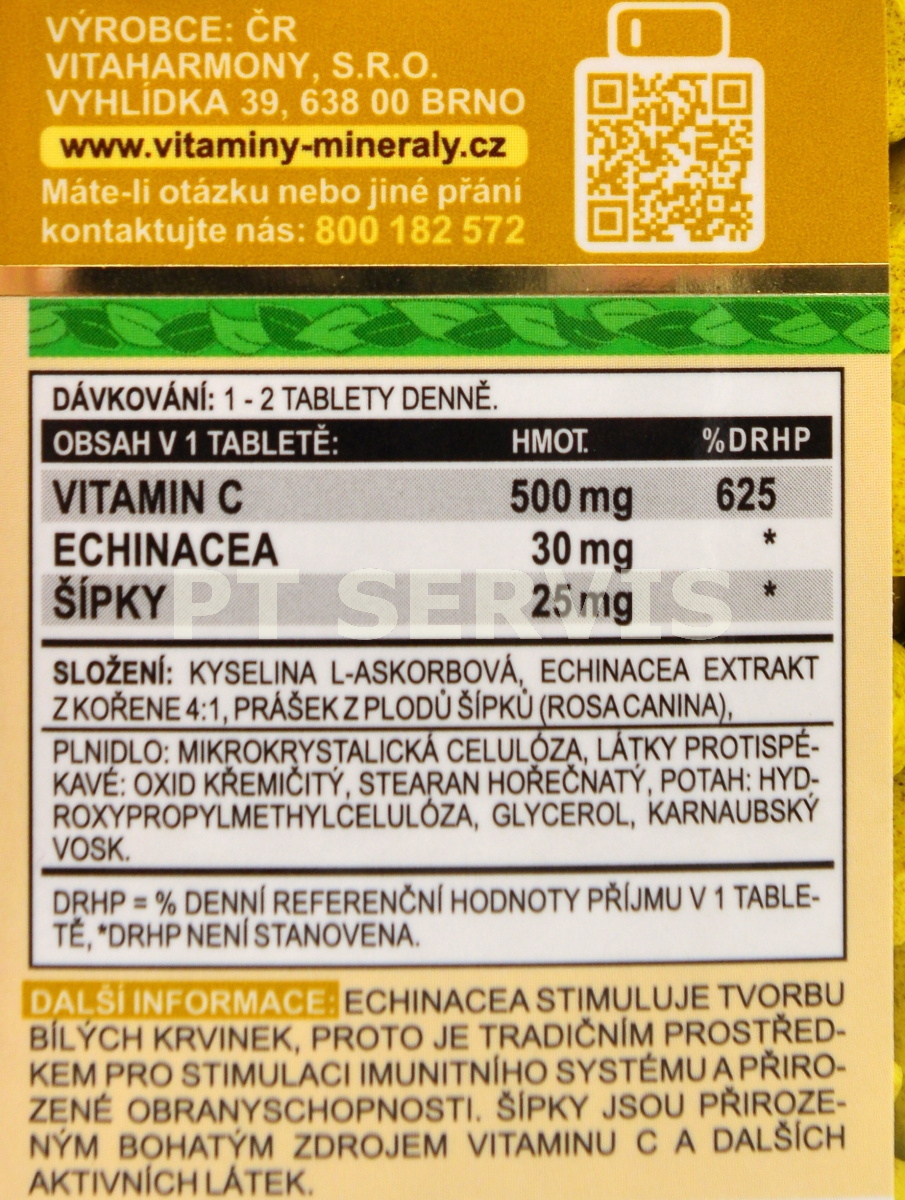 VÝROBCE: ČR
VITAHARMONY, S.R.O.
VYHLÍDKA 39, 638 00 BRNO
www.vitaminy-mineraly.cz
Máte-li otázku nebo jiné přání
kontaktujte nás: 800 182 572
DÁVKOVÁNÍ: 1 - 2 TABLETY DENNĚ.
OBSAH V 1 TABLETĚ: HMOT. %DRHP
VITAMIN C 500 mg 625
ECHINACEA 30 mg *
ŠÍPKY 25 mg *
PT SERVIS
SLOŽENÍ: KYSELINA L-ASKORBOVÁ, ECHINACEA EXTRAKT
Z KOŘENE 4:1, PRÁŠEK Z PLODŮ ŠÍPKŮ (ROSA CANINA),
PLNIDLO: MIKROKRYSTALICKÁ CELULÓZA, LÁTKY PROTISPÉ-
KAVÉ: OXID KŘEMIČITÝ, STEARAN HOŘEČNATÝ, POTAH: HYD-
ROXYPROPYLMETHYLCELULÓZA, GLYCEROL, KARNAUBSKÝ
VOSK.
DRHP = % DENNÍ REFERENČNÍ HODNOTY PŘÍJMU V 1 TABLE-
TĚ, *DRHP NENÍ STANOVENA.
DALŠÍ INFORMACE: ECHINACEA STIMULUJE TVORBU
BÍLÝCH KRVINEK, PROTO JE TRADIČNÍM PROSTŘED-
KEM PRO STIMULACI IMUNITNÍHO SYSTÉMU A PŘIRO-
ZENÉ OBRANYSCHOPNOSTI. ŠÍPKY JSOU PŘIROZE-
NÝM BOHATÝM ZDROJEM VITAMINU C A DALŠÍCH
AKTIVNÍCH LÁTEK.